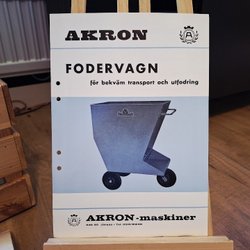 AKRON
FODERVAGN
för bekväm transport och utfodring
AKRON-maskiner